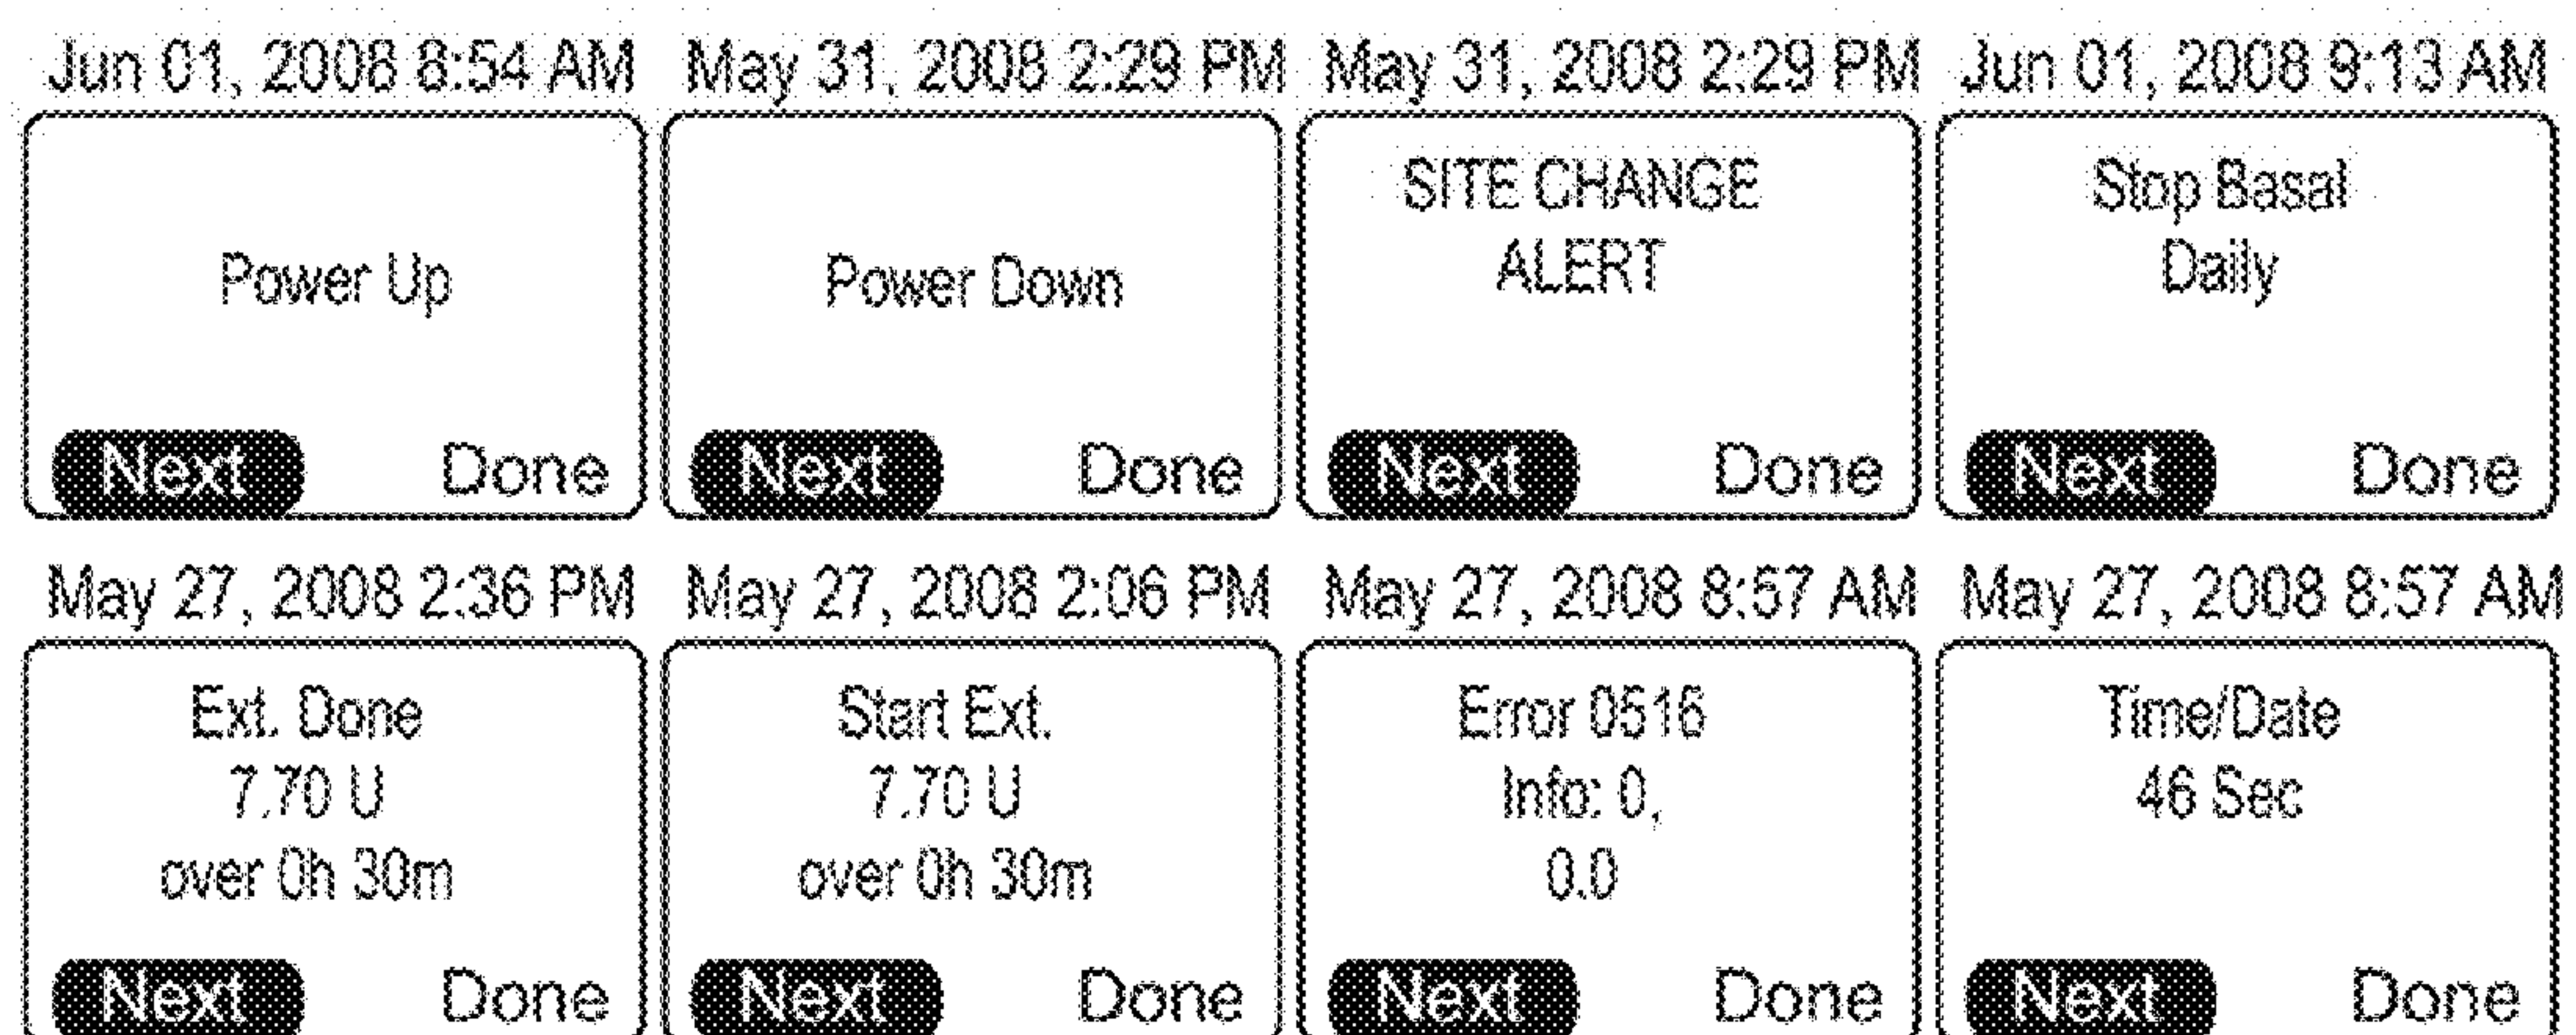 Jun 01, 2008 8:54 AM
Power Up
Next Done
May 31, 2008 2:29 PM
Power Down
Next Done
May 31, 2008 2:29 PM
SITE CHANGE
ALERT
Next Done
Jun 01, 2008 9:13 AM
Stop Basal
Daily
Next Done
May 27, 2008 2:36 PM
Ext. Done
7.70 U
over 0h 30m
Next Done
May 27, 2008 2:06 PM
Start Ext.
7.70 U
over 0h 30m
Next Done
May 27, 2008 8:57 AM
Error 0516
Info: 0,
0.0
Next Done
May 27, 2008 8:57 AM
Time/Date
46 Sec
Next Done